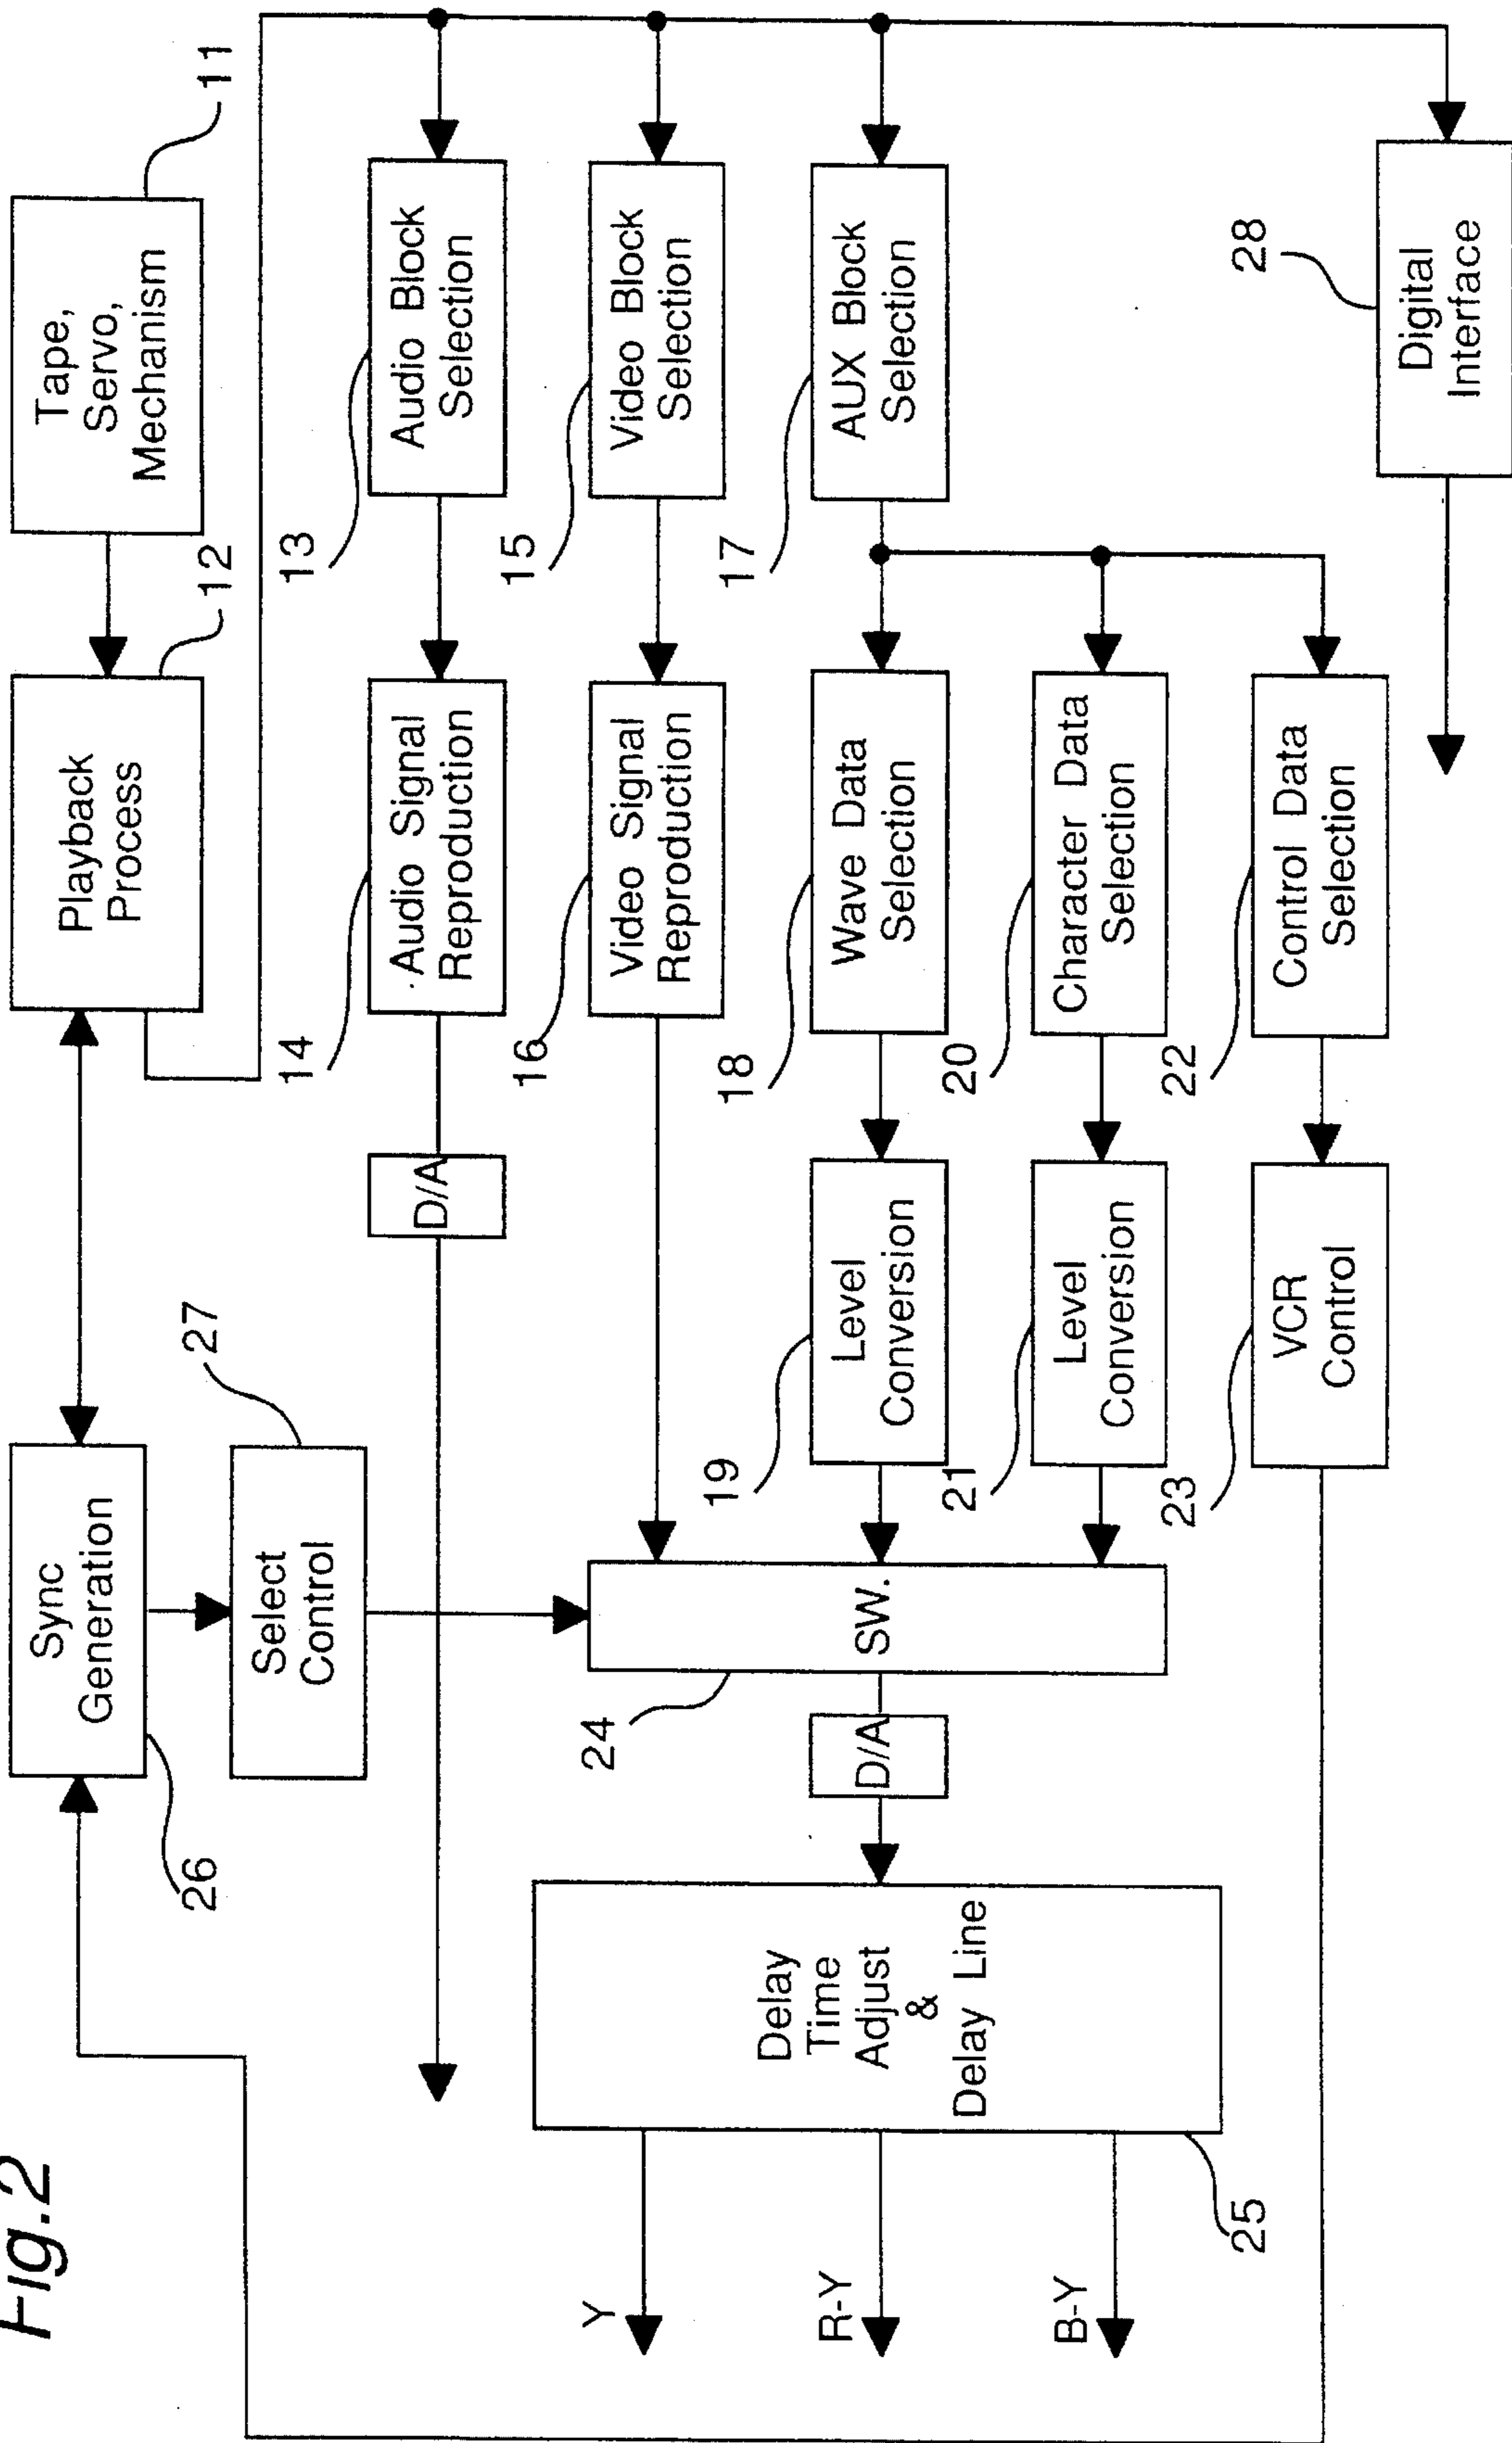 Fig.2
26
Sync
Generation
27
Select
Control
Playback
Process
12
Tape,
Servo,
Mechanism
11
D/A
14
Audio Signal
Reproduction
13
Audio Block
Selection
16
Video Signal
Reproduction
15
Video Block
Selection
Y
R-Y
B-Y
25
Delay
Time
Adjust
&
Delay Line
D/A
24
SW.
19
Level
Conversion
18
Wave Data
Selection
17
AUX Block
Selection
21
Level
Conversion
20
Character Data
Selection
23
VCR
Control
22
Control Data
Selection
28
Digital
Interface